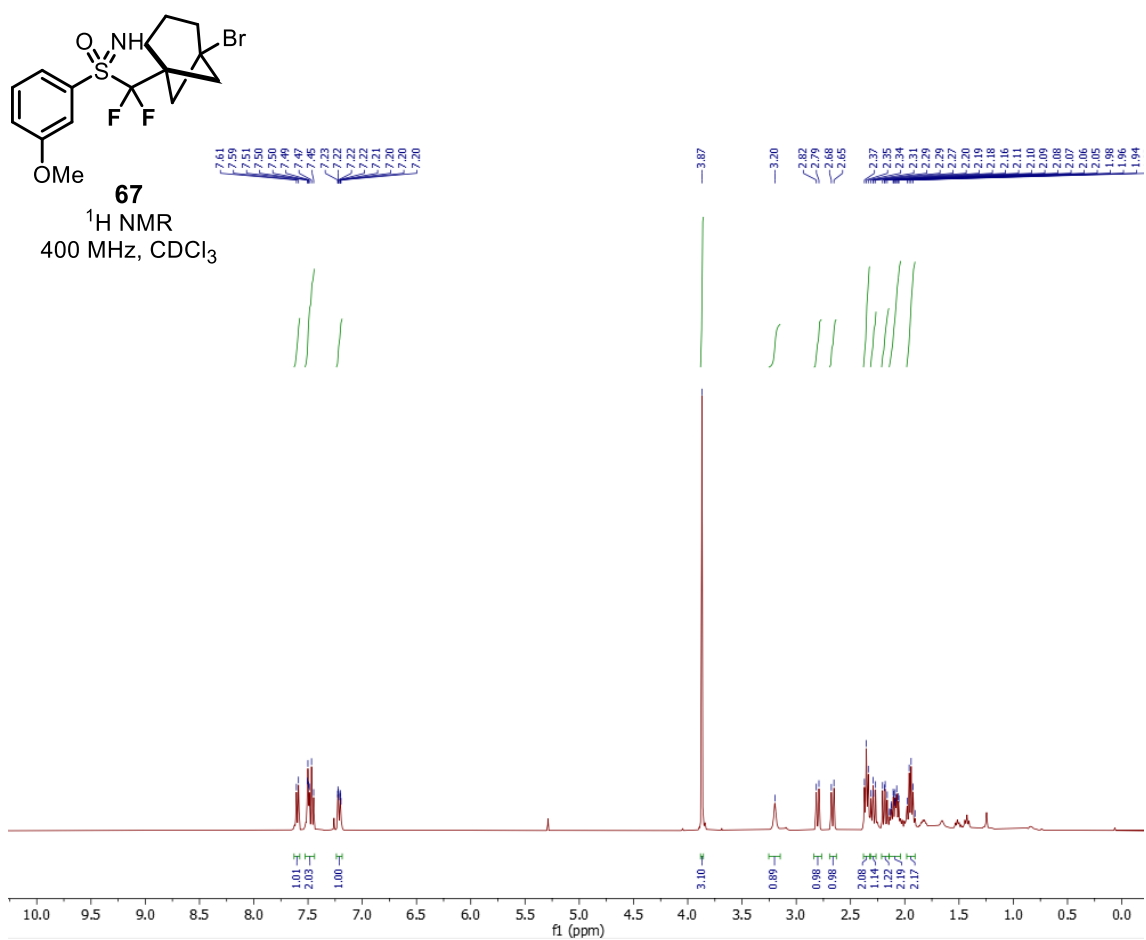 O NH Br
S
F F
OMe
67
¹H NMR
400 MHz, CDCl₃
7.61 7.59 7.51 7.50 7.50 7.49 7.47 7.45 7.23 7.22 7.22 7.22 7.21 7.20 7.20 7.20 3.87 3.20 2.82 2.79 2.68 2.65 2.37 2.35 2.34 2.31 2.29 2.29 2.27 2.20 2.19 2.18 2.16 2.11 2.10 2.09 2.08 2.07 2.06 2.05 1.98 1.96 1.94
1.01 2.03 1.00 3.10 0.89 0.98 0.98 2.08 1.14 1.22 2.19 2.17
10.0 9.5 9.0 8.5 8.0 7.5 7.0 6.5 6.0 5.5 5.0 4.5 4.0 3.5 3.0 2.5 2.0 1.5 1.0 0.5 0.0
f1 (ppm)